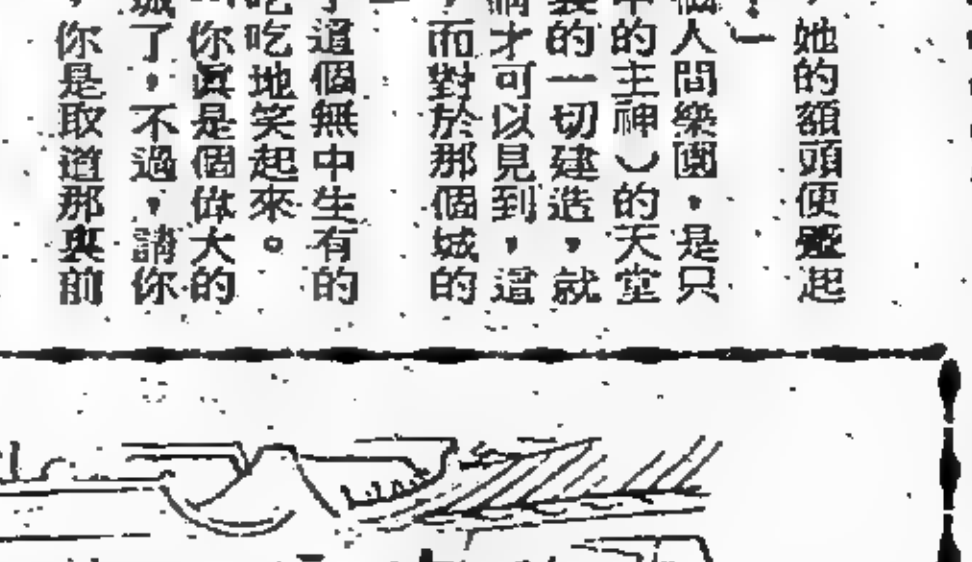 ，她的額頭便蹙起
人間樂園，是只
的主神）的天堂
的一切建造，就
才可以見到，這
，而對於那個城的
這個無中生有的
吃吃地笑起來。
你眞是個偉大的
城了，不過，請你
，你是取道那與前